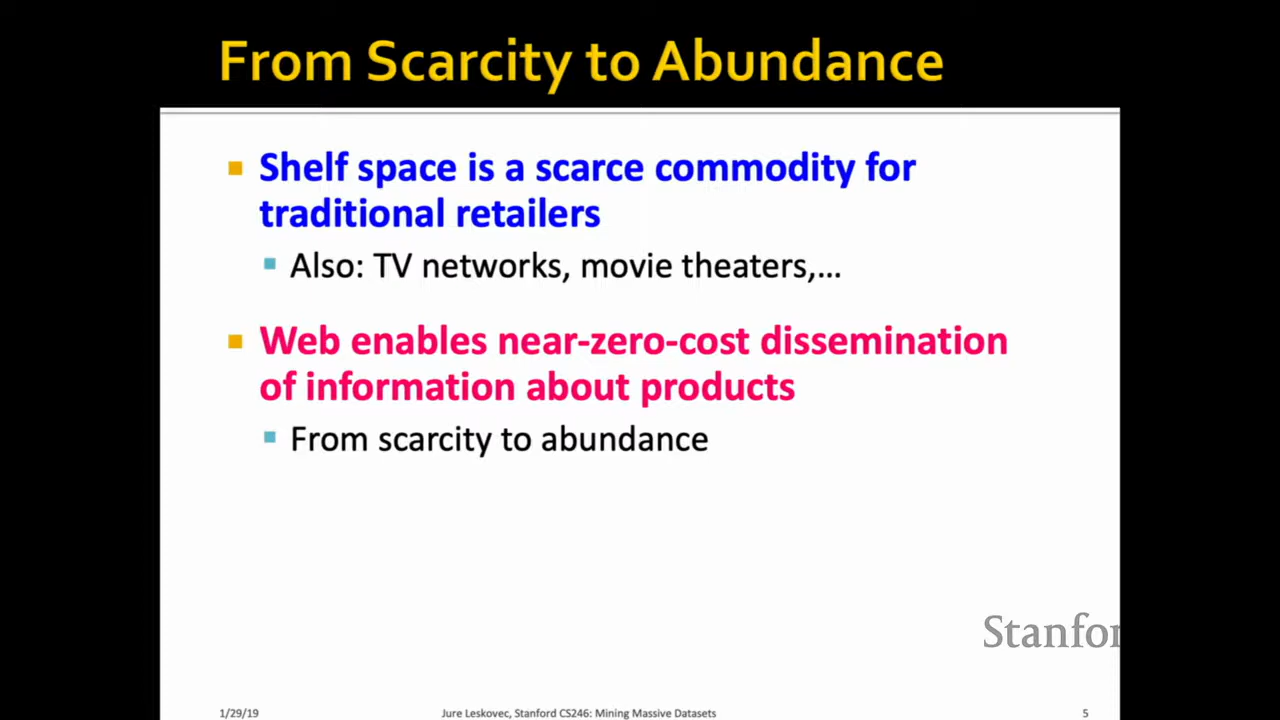 From Scarcity to Abundance
Shelf space is a scarce commodity for
traditional retailers
Also: TV networks, movie theaters,…
Web enables near-zero-cost dissemination
of information about products
From scarcity to abundance
Stanfor
1/29/19
Jure Leskovec, Stanford CS246: Mining Massive Datasets
5